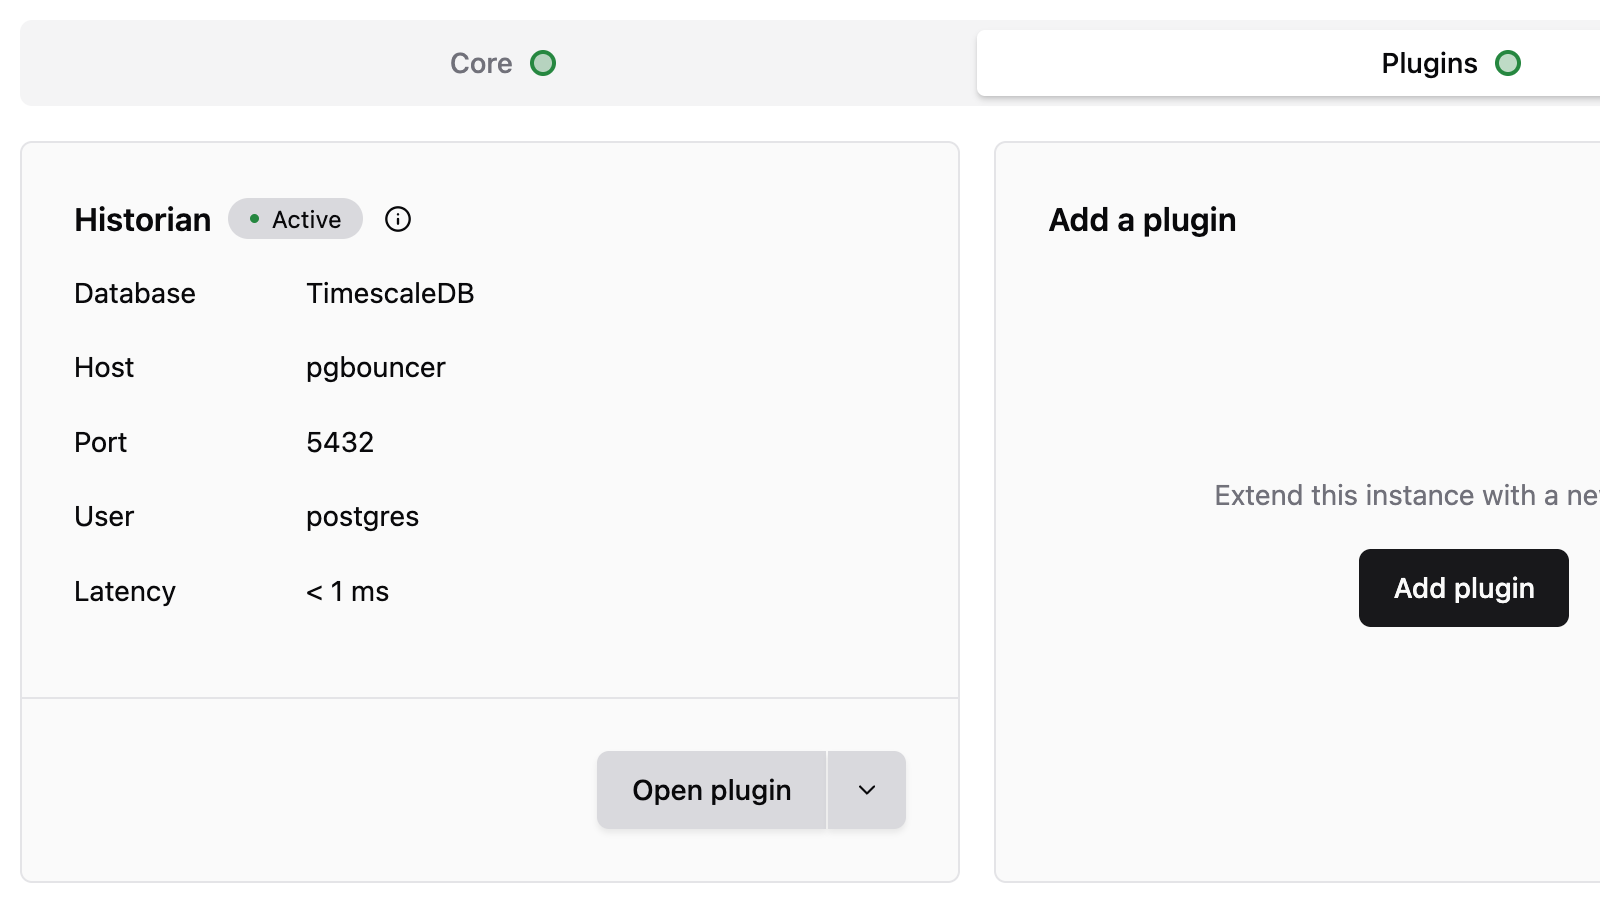 Core
Plugins
Historian
Active
Database TimescaleDB
Host pgbouncer
Port 5432
User postgres
Latency < 1 ms
Open plugin
Add a plugin
Extend this instance with a
Add plugin